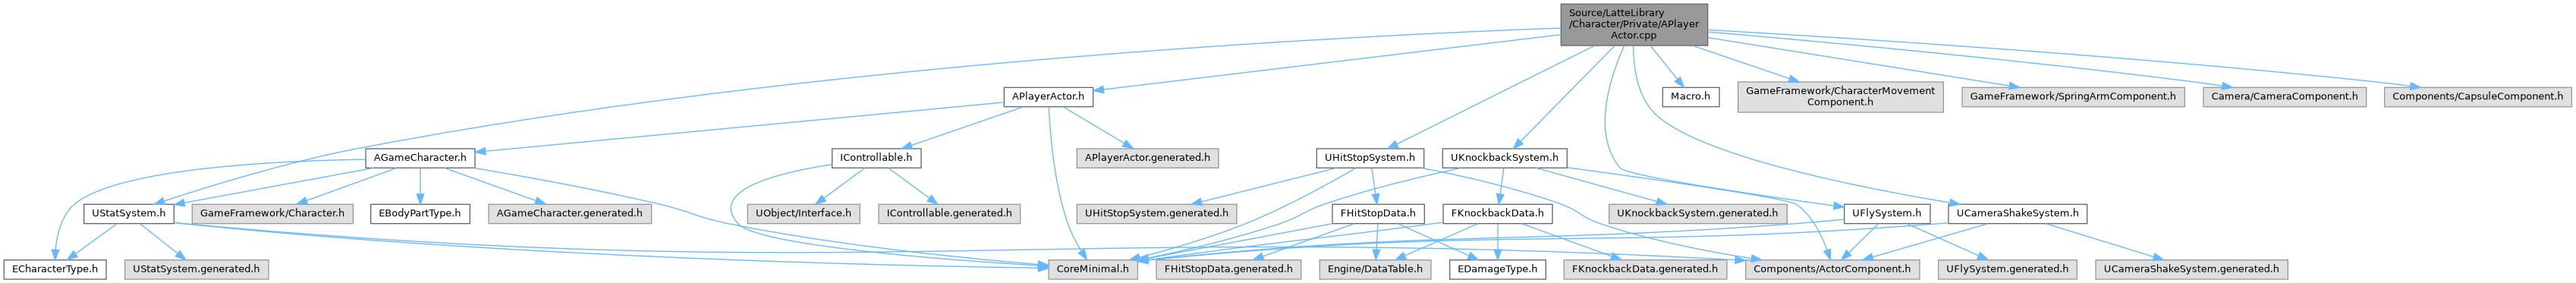 Source/LatteLibrary
/Character/Private/APlayer
Actor.cpp
APlayerActor.h
Macro.h
GameFramework/CharacterMovement
Component.h
GameFramework/SpringArmComponent.h
Camera/CameraComponent.h
Components/CapsuleComponent.h
AGameCharacter.h
IControllable.h
APlayerActor.generated.h
UHitStopSystem.h
UKnockbackSystem.h
UStatSystem.h
GameFramework/Character.h
EBodyPartType.h
AGameCharacter.generated.h
UObject/Interface.h
IControllable.generated.h
UHitStopSystem.generated.h
FHitStopData.h
FKnockbackData.h
UKnockbackSystem.generated.h
UFlySystem.h
UCameraShakeSystem.h
ECharacterType.h
UStatSystem.generated.h
CoreMinimal.h
FHitStopData.generated.h
Engine/DataTable.h
EDamageType.h
FKnockbackData.generated.h
Components/ActorComponent.h
UFlySystem.generated.h
UCameraShakeSystem.generated.h